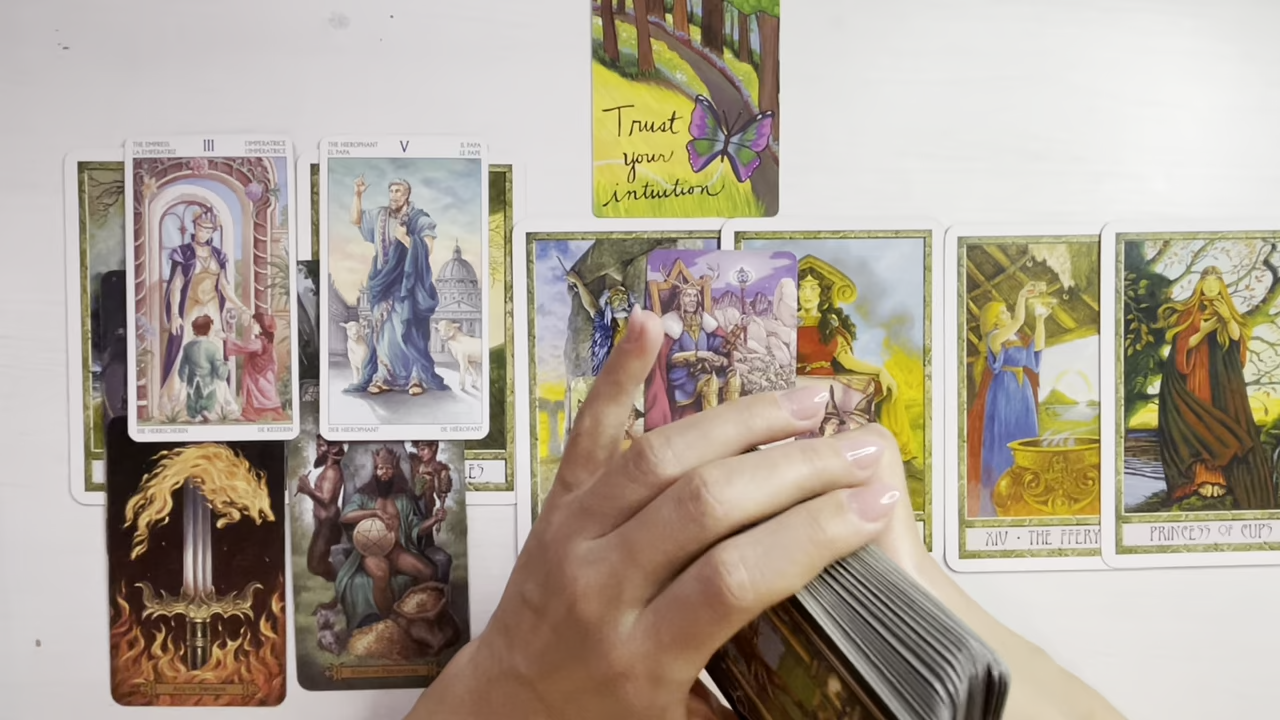 Trust
your
intuition
THE EMPRESS
LA EMPERATRIZ
III
L'IMPERATRICE
L'IMPÉRATRICE
DIE HERRSCHERIN
DE KEIZERIN
THE HIEROPHANT
EL PAPA
V
IL PAPA
LE PAPE
DER HIEROPHANT
DE HIËROFANT
XIV · THE FFERY
PRINCESS OF CUPS